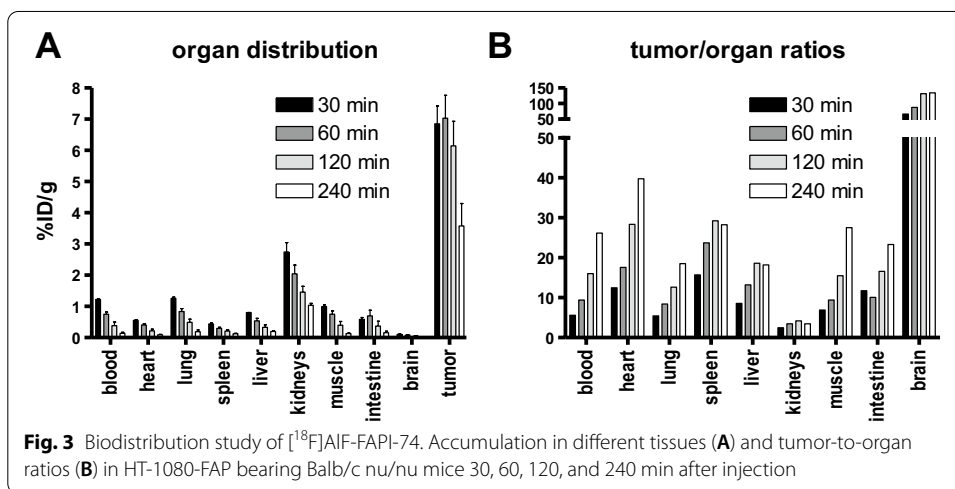 A organ distribution
8
7
6
5
4
3
2
1
0
%ID/g
30 min
60 min
120 min
240 min
blood
heart
lung
spleen
liver
kidneys
muscle
intestine
brain
tumor
B tumor/organ ratios
150
100
50
50
40
30
20
10
0
30 min
60 min
120 min
240 min
blood
heart
lung
spleen
liver
kidneys
muscle
intestine
brain
Fig. 3 Biodistribution study of [¹⁸F]AlF-FAPI-74. Accumulation in different tissues (A) and tumor-to-organ
ratios (B) in HT-1080-FAP bearing Balb/c nu/nu mice 30, 60, 120, and 240 min after injection